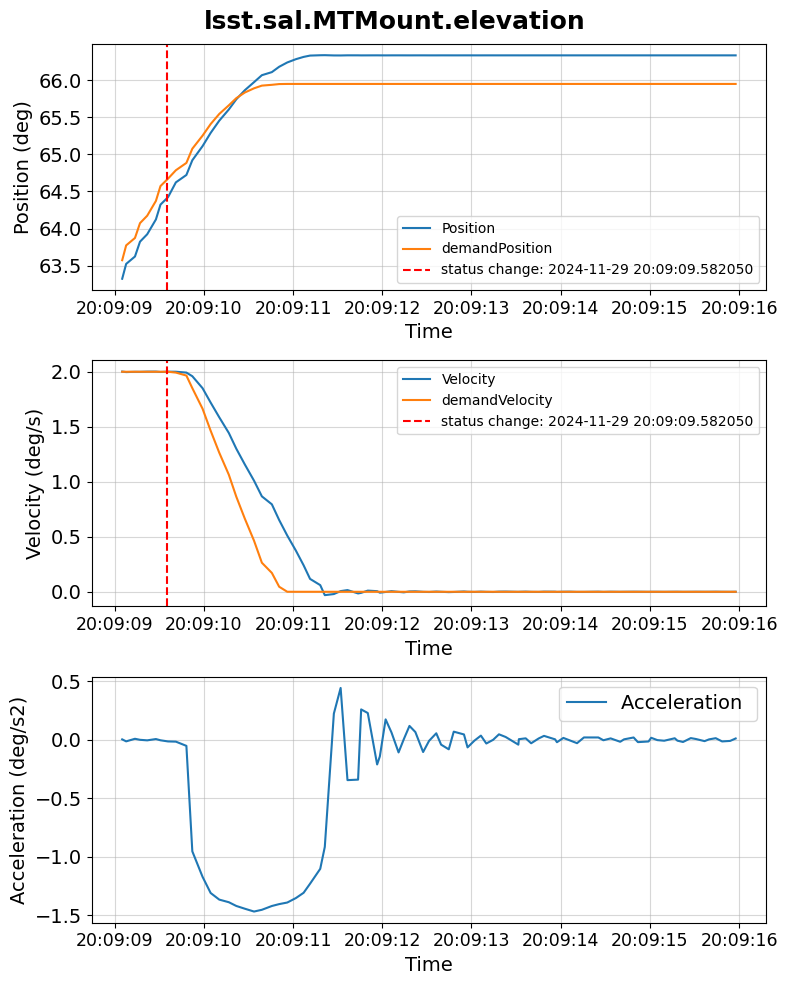 lsst.sal.MTMount.elevation
Position (deg)
66.0
65.5
65.0
64.5
64.0
63.5
Position
demandPosition
status change: 2024-11-29 20:09:09.582050
20:09:09 20:09:10 20:09:11 20:09:12 20:09:13 20:09:14 20:09:15 20:09:16
Time
Velocity (deg/s)
2.0
1.5
1.0
0.5
0.0
Velocity
demandVelocity
status change: 2024-11-29 20:09:09.582050
20:09:09 20:09:10 20:09:11 20:09:12 20:09:13 20:09:14 20:09:15 20:09:16
Time
Acceleration (deg/s2)
0.5
0.0
−0.5
−1.0
−1.5
Acceleration
20:09:09 20:09:10 20:09:11 20:09:12 20:09:13 20:09:14 20:09:15 20:09:16
Time